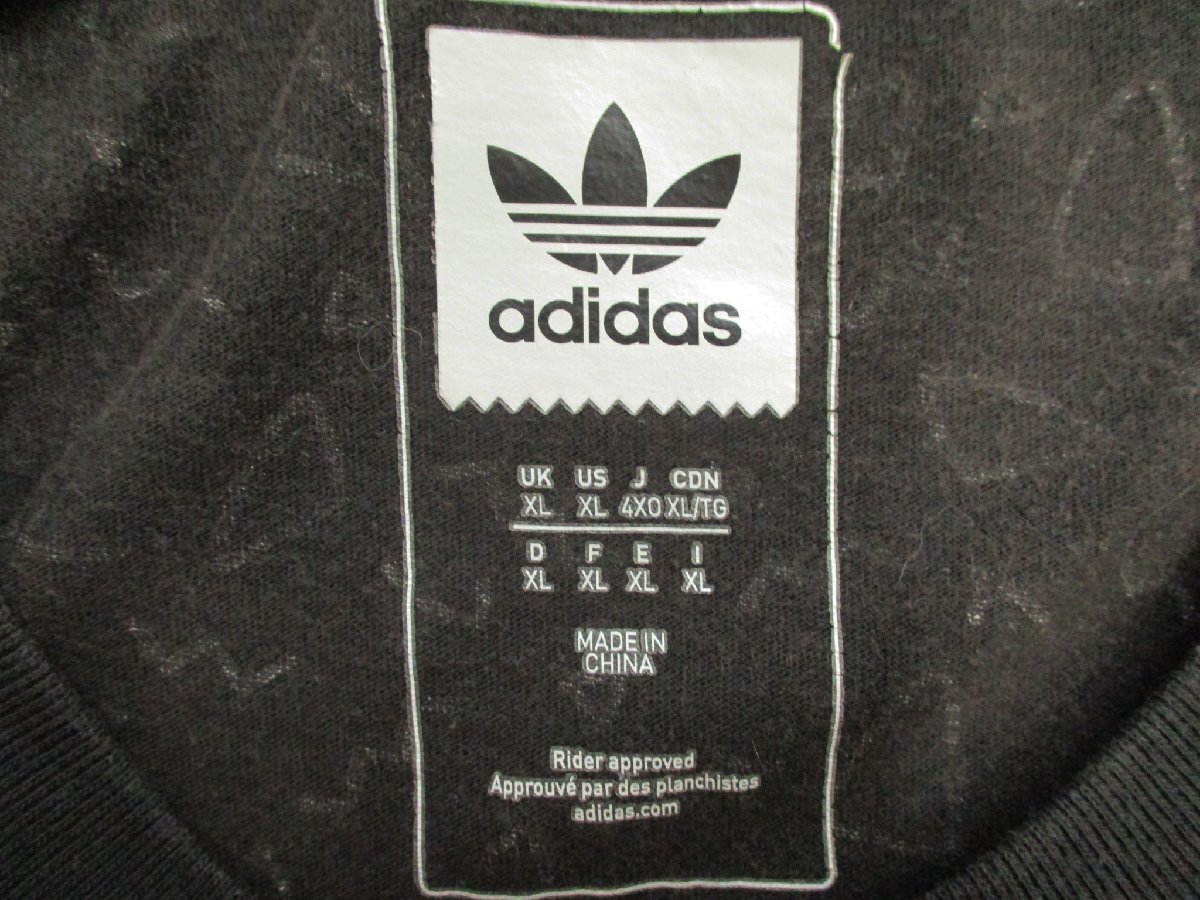 adidas
UK US J CDN
XL XL 4XO XL/TG
D F E I
XL XL XL XL
MADE IN
CHINA
Rider approved
Approuvé par des planchistes
adidas.com